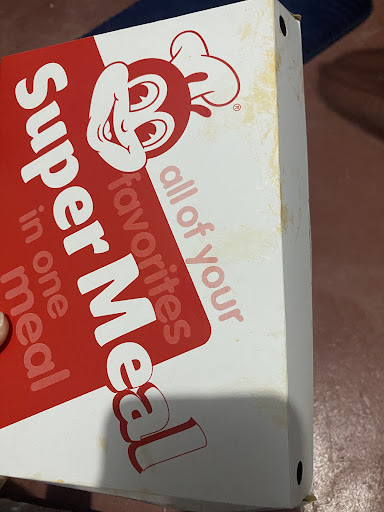 Super Meal
all of your
favorites
in one
meal
®